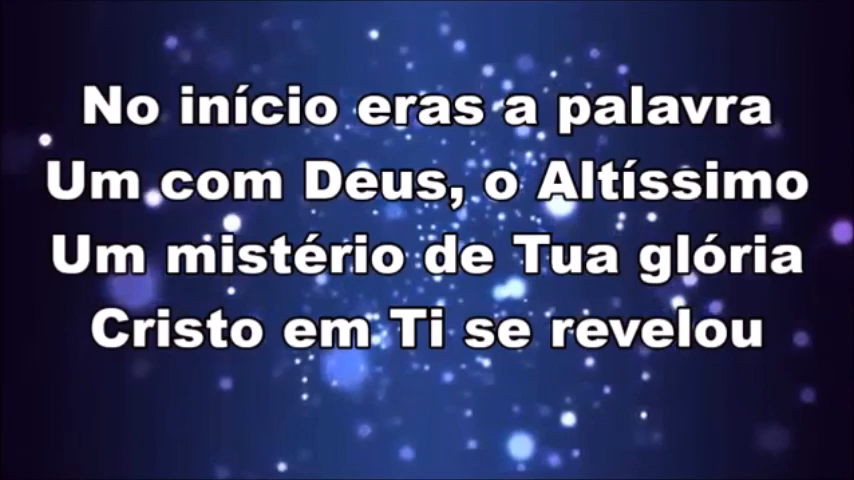 No início eras a palavra
Um com Deus, o Altíssimo
Um mistério de Tua glória
Cristo em Ti se revelou